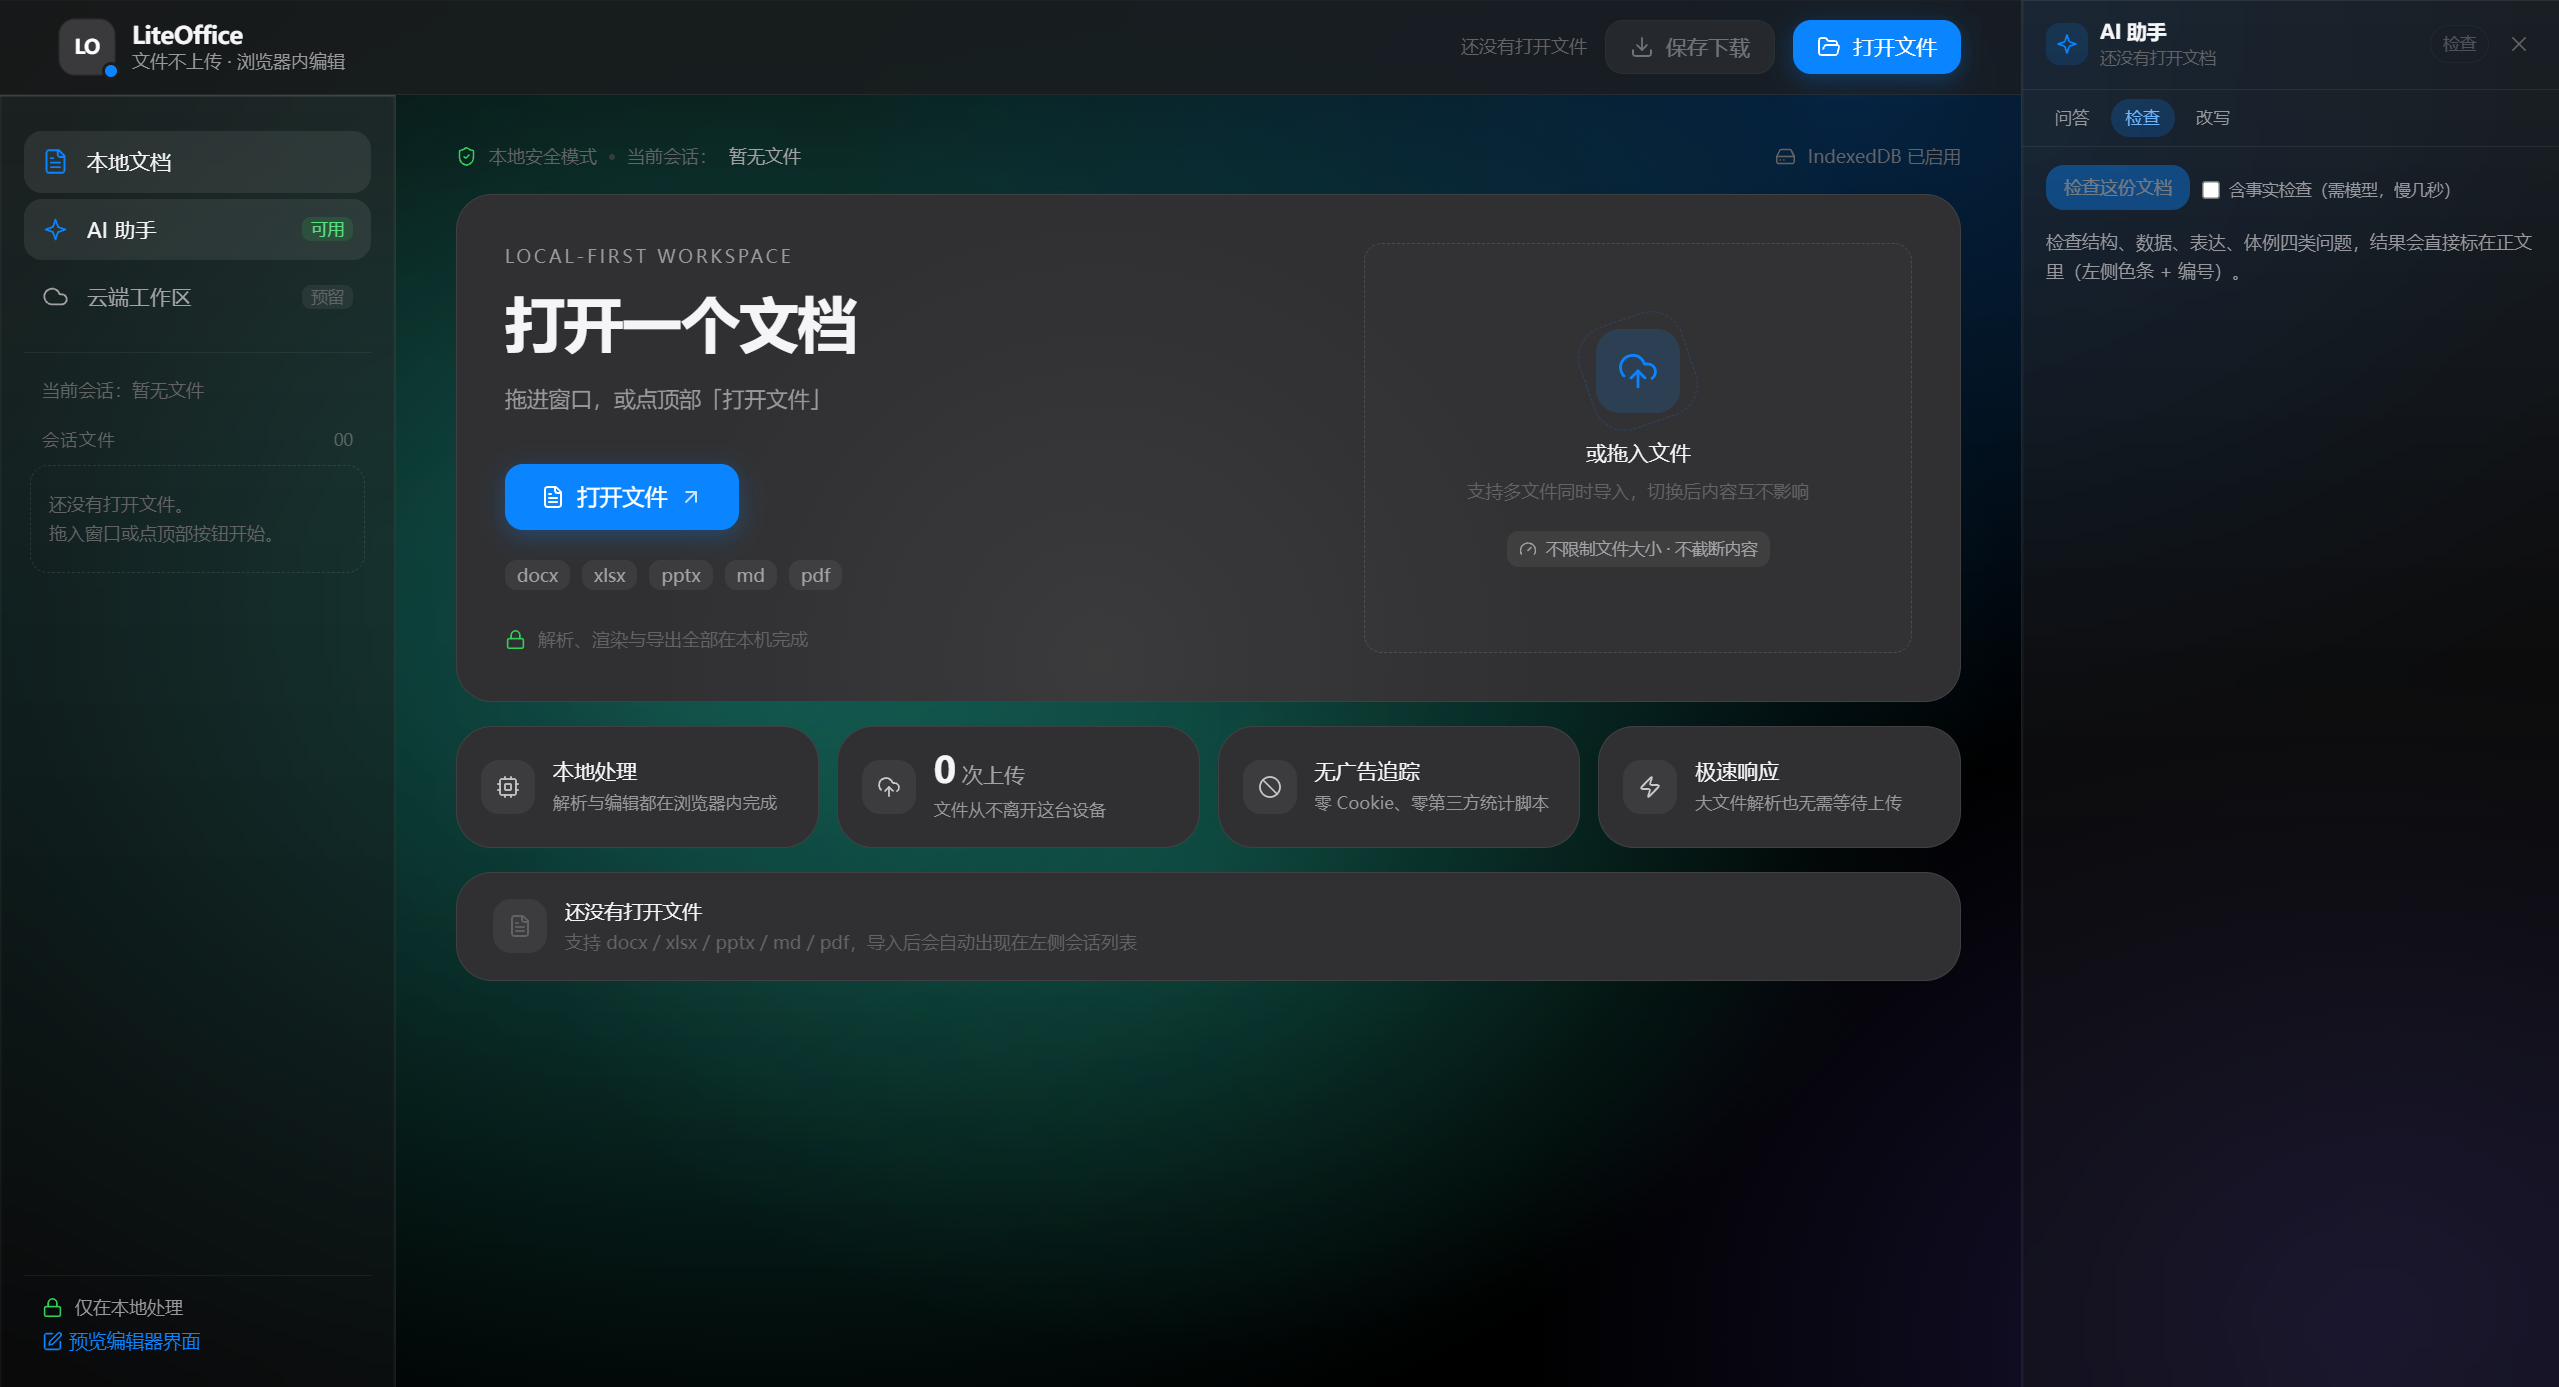 LO
LiteOffice
文件不上传 · 浏览器内编辑
还没有打开文件
保存下载
打开文件
本地文档
AI 助手
可用
云端工作区
预留
当前会话：暂无文件
会话文件
00
还没有打开文件。
拖入窗口或点顶部按钮开始。
仅在本地处理
预览编辑器界面
本地安全模式 • 当前会话： 暂无文件
IndexedDB 已启用
LOCAL-FIRST WORKSPACE
打开一个文档
拖进窗口，或点顶部「打开文件」
打开文件
docx xlsx pptx md pdf
解析、渲染与导出全部在本机完成
或拖入文件
支持多文件同时导入，切换后内容互不影响
不限制文件大小 · 不截断内容
本地处理
解析与编辑都在浏览器内完成
0 次上传
文件从不离开这台设备
无广告追踪
零 Cookie、零第三方统计脚本
极速响应
大文件解析也无需等待上传
还没有打开文件
支持 docx / xlsx / pptx / md / pdf，导入后会自动出现在左侧会话列表
AI 助手
还没有打开文档
检查
问答
检查
改写
检查这份文档
含事实检查（需模型，慢几秒）
检查结构、数据、表达、体例四类问题，结果会直接标在正文
里（左侧色条 + 编号）。